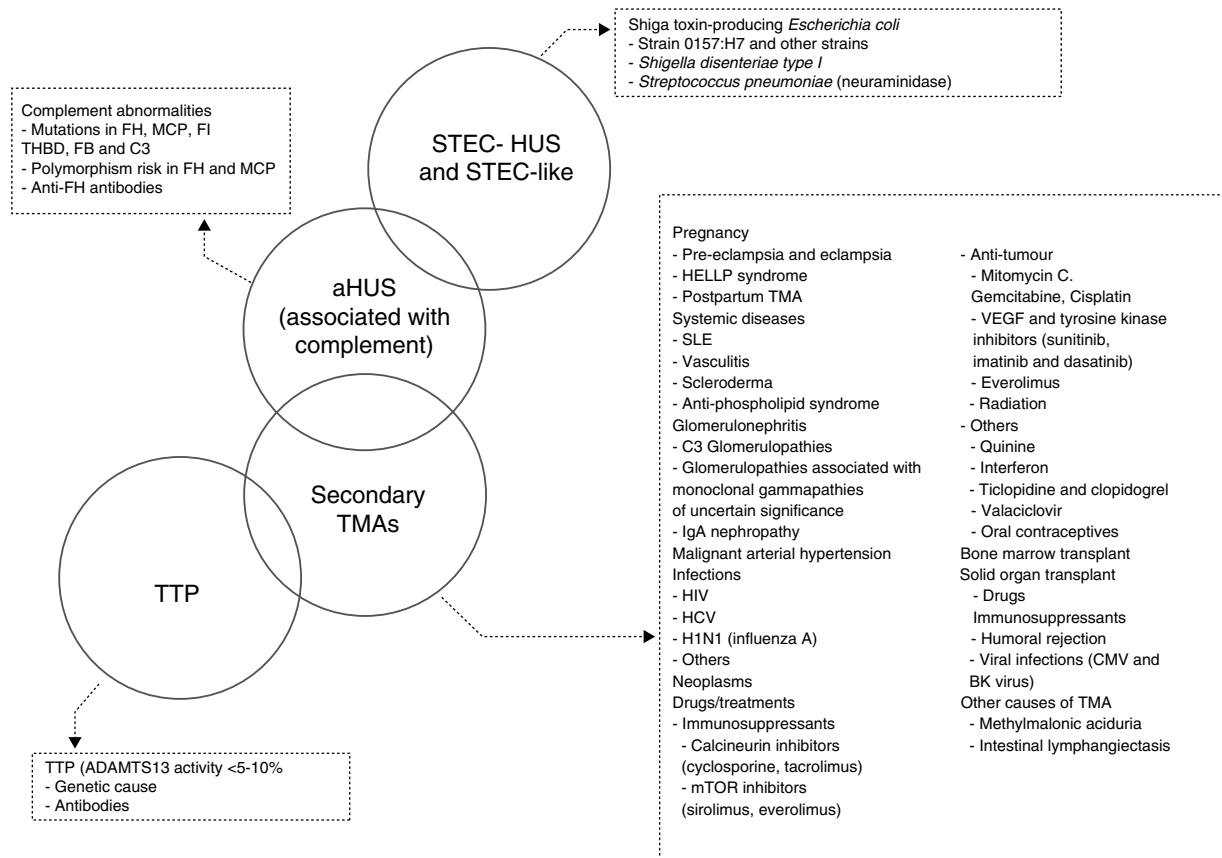 Shiga toxin-producing Escherichia coli
- Strain 0157:H7 and other strains
- Shigella disenteriae type I
- Streptococcus pneumoniae (neuraminidase)
Complement abnormalities
- Mutations in FH, MCP, FI
THBD, FB and C3
- Polymorphism risk in FH and MCP
- Anti-FH antibodies
STEC- HUS
and STEC-like
aHUS
(associated with
complement)
Secondary
TMAs
TTP
TTP (ADAMTS13 activity <5-10%
- Genetic cause
- Antibodies
Pregnancy
- Pre-eclampsia and eclampsia
- HELLP syndrome
- Postpartum TMA
Systemic diseases
- SLE
- Vasculitis
- Scleroderma
- Anti-phospholipid syndrome
Glomerulonephritis
- C3 Glomerulopathies
- Glomerulopathies associated with
monoclonal gammapathies
of uncertain significance
- IgA nephropathy
Malignant arterial hypertension
Infections
- HIV
- HCV
- H1N1 (influenza A)
- Others
Neoplasms
Drugs/treatments
- Immunosuppressants
- Calcineurin inhibitors
(cyclosporine, tacrolimus)
- mTOR inhibitors
(sirolimus, everolimus)
- Anti-tumour
- Mitomycin C.
Gemcitabine, Cisplatin
- VEGF and tyrosine kinase
inhibitors (sunitinib,
imatinib and dasatinib)
- Everolimus
- Radiation
- Others
- Quinine
- Interferon
- Ticlopidine and clopidogrel
- Valaciclovir
- Oral contraceptives
Bone marrow transplant
Solid organ transplant
- Drugs
Immunosuppressants
- Humoral rejection
- Viral infections (CMV and
BK virus)
Other causes of TMA
- Methylmalonic aciduria
- Intestinal lymphangiectasis